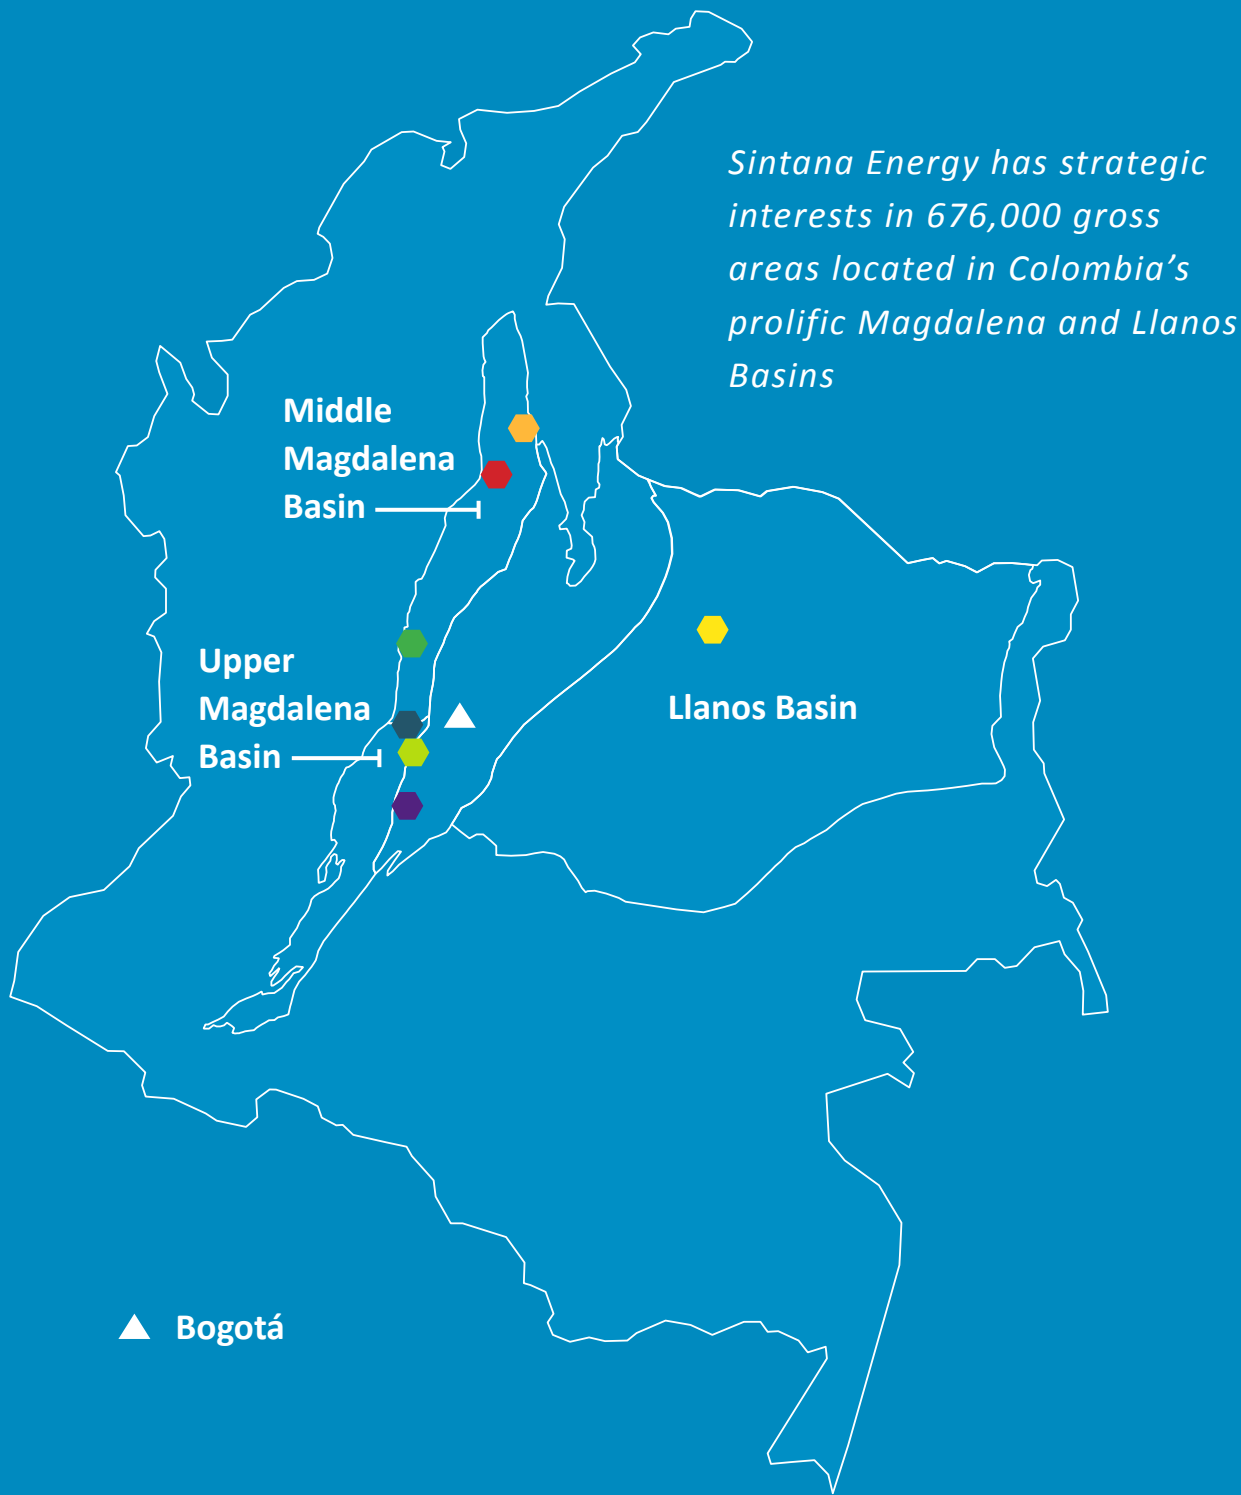 Sintana Energy has strategic
interests in 676,000 gross
areas located in Colombia’s
prolific Magdalena and Llanos
Basins
Middle
Magdalena
Basin
Upper
Magdalena
Basin
Llanos Basin
Bogotá